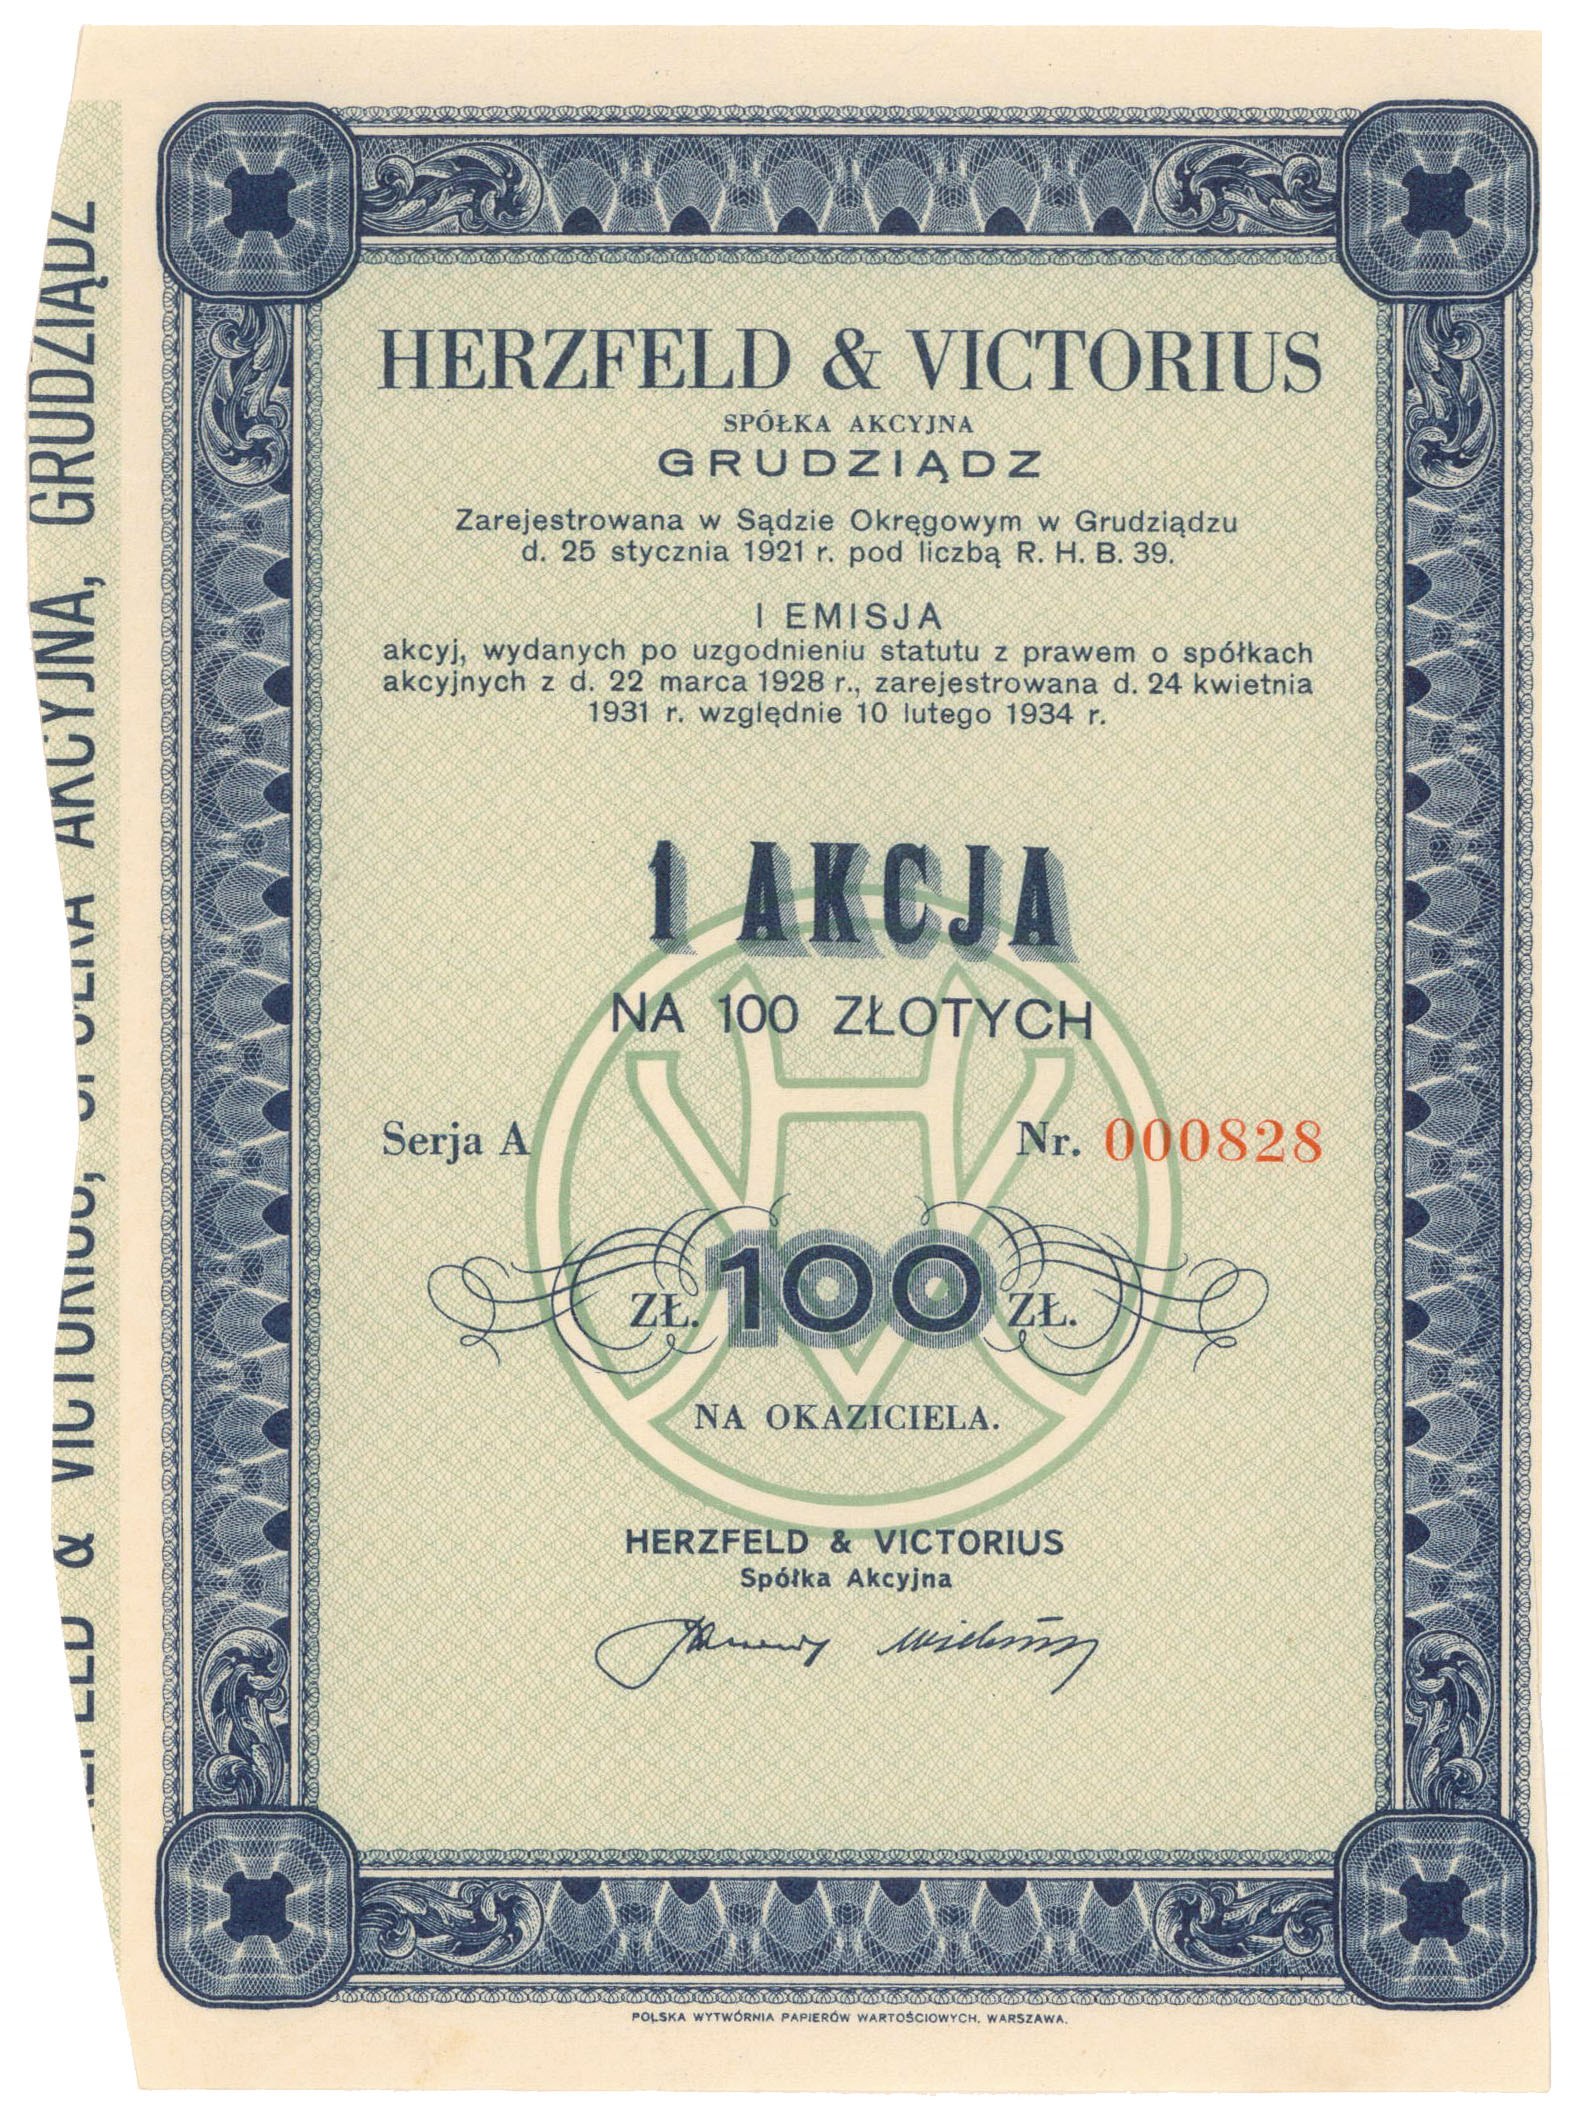 HERZFELD & VICTORIUS
SPÓŁKA AKCYJNA
GRUDZIĄDZ
Zarejestrowana w Sądzie Okręgowym w Grudziądzu
d. 25 stycznia 1921 r. pod liczbą R. H. B. 39.
I EMISJA
akcyj, wydanych po uzgodnieniu statutu z prawem o spółkach
akcyjnych z d. 22 marca 1928 r., zarejestrowana d. 24 kwietnia
1931 r. względnie 10 lutego 1934 r.
1 AKCJA
NA 100 ZŁOTYCH
Serja A Nr. 000828
ZŁ. 100 ZŁ.
NA OKAZICIELA.
HERZFELD & VICTORIUS
Spółka Akcyjna
POLSKA WYTWÓRNIA PAPIERÓW WARTOŚCIOWYCH. WARSZAWA.
& VICTORIUS, SPÓŁKA AKCYJNA, GRUDZIĄDZ
HV